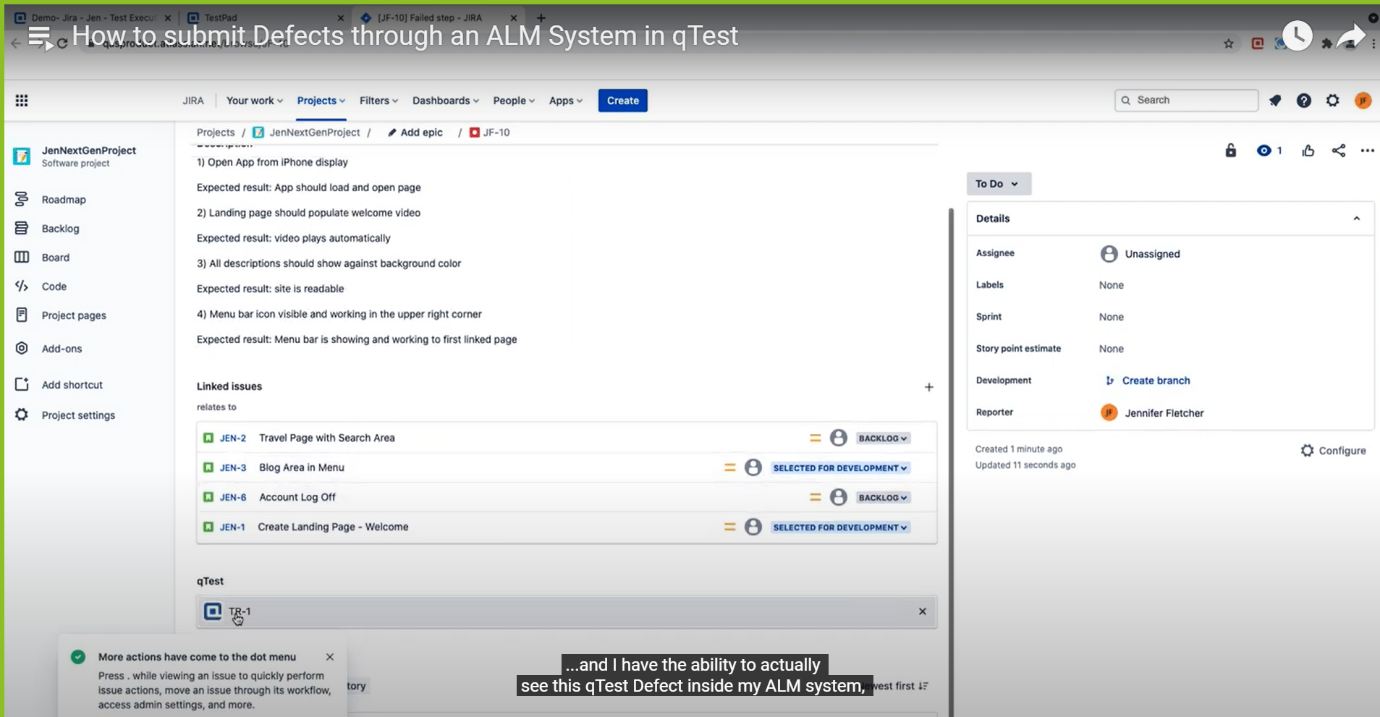 Demo- Jira - Jen - Test Execut
TestPad
[JF-10] Failed step - JIRA
How to submit Defects through an ALM System in qTest
JIRA
Your work
Projects
Filters
Dashboards
People
Apps
Create
Search
JF
JenNextGenProject
Software project
Roadmap
Backlog
Board
Code
Project pages
Add-ons
Add shortcut
Project settings
Projects / JenNextGenProject / Add epic / JF-10
Description
1) Open App from iPhone display
Expected result: App should load and open page
2) Landing page should populate welcome video
Expected result: video plays automatically
3) All descriptions should show against background color
Expected result: site is readable
4) Menu bar icon visible and working in the upper right corner
Expected result: Menu bar is showing and working to first linked page
Linked issues
relates to
JEN-2 Travel Page with Search Area BACKLOG
JEN-3 Blog Area in Menu SELECTED FOR DEVELOPMENT
JEN-6 Account Log Off BACKLOG
JEN-1 Create Landing Page - Welcome SELECTED FOR DEVELOPMENT
qTest
TR-1
1
To Do
Details
Assignee Unassigned
Labels None
Sprint None
Story point estimate None
Development Create branch
Reporter JF Jennifer Fletcher
Created 1 minute ago
Updated 11 seconds ago
Configure
More actions have come to the dot menu
Press . while viewing an issue to quickly perform
issue actions, move an issue through its workflow,
access admin settings, and more.
...and I have the ability to actually
see this qTest Defect inside my ALM system,
first